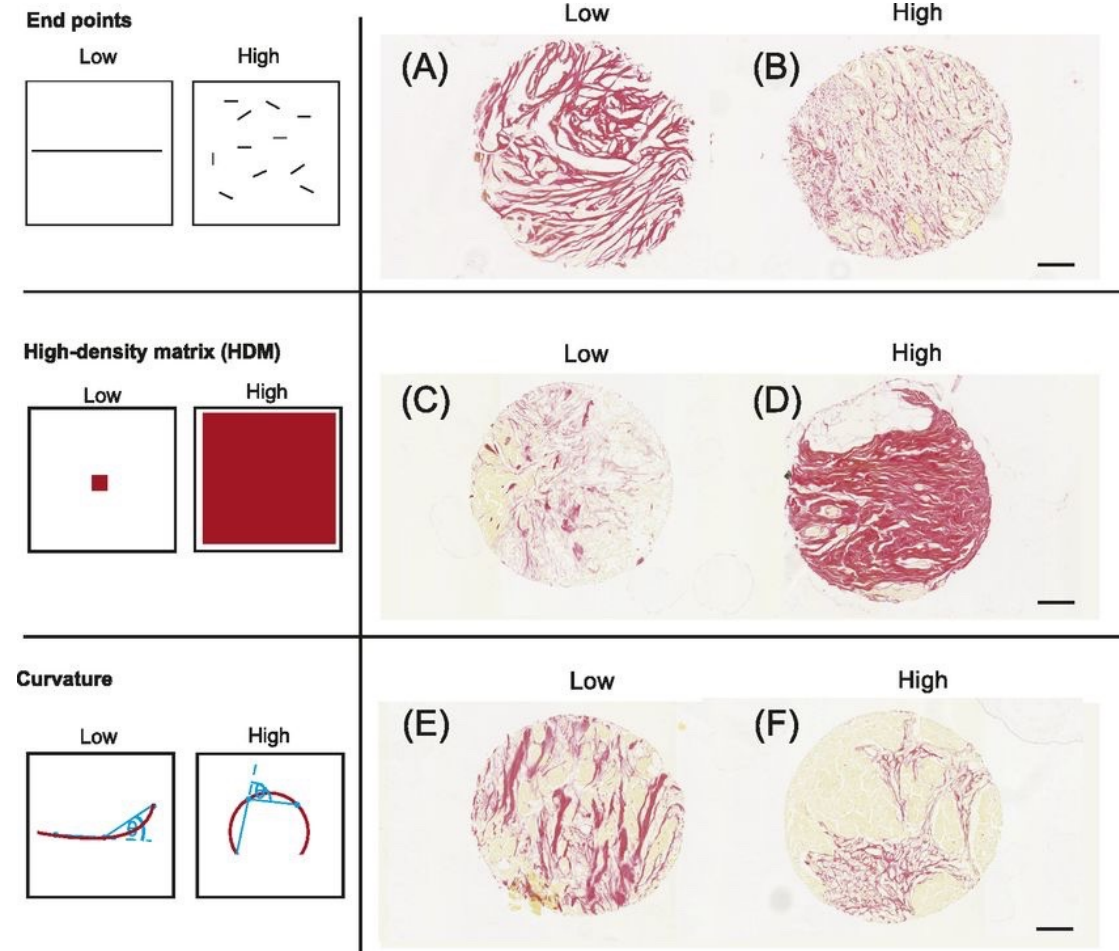 End points
Low
High
Low
High
(A)
(B)
High-density matrix (HDM)
Low
High
Low
High
(C)
(D)
Curvature
Low
High
Low
High
(E)
(F)
θ
θ